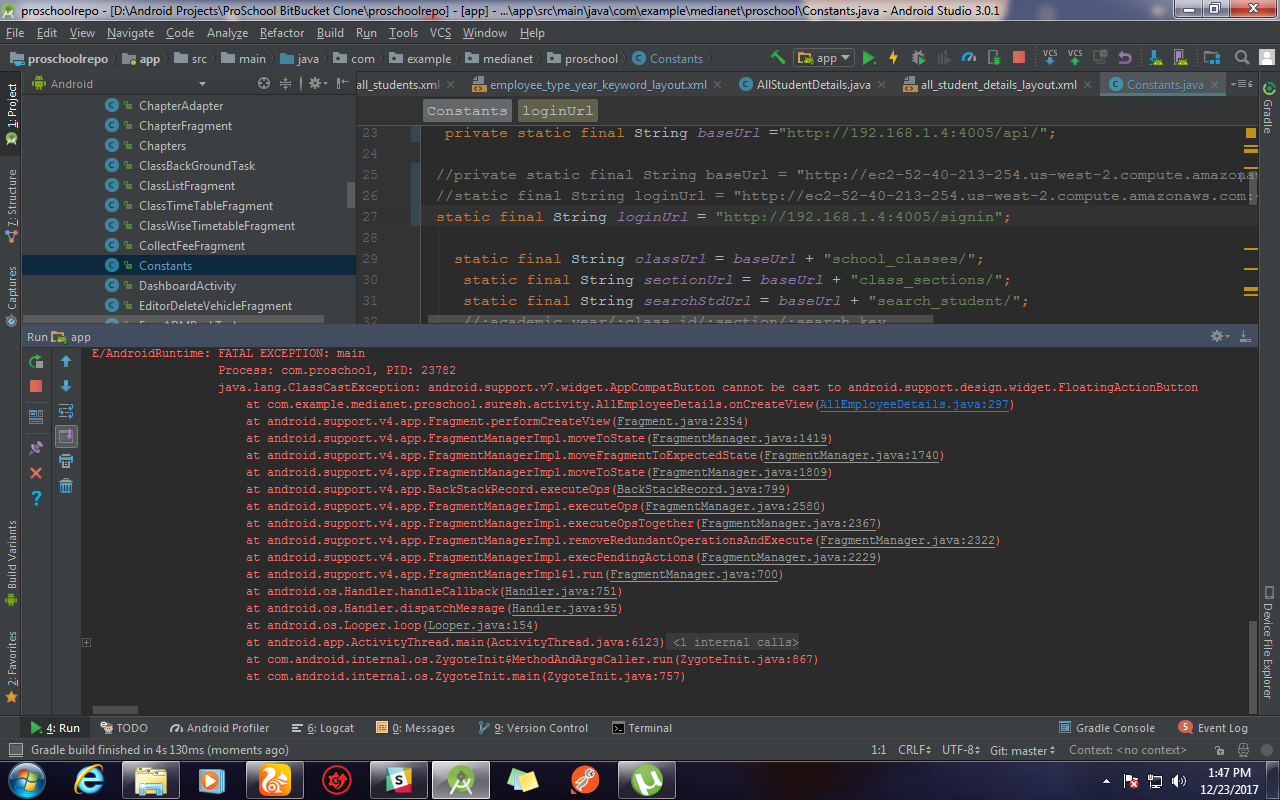 proschoolrepo - [D:\Android Projects\ProSchool BitBucket Clone\proschoolrepo] - [app] - ...\app\src\main\java\com\example\medianet\proschool\Constants.java - Android Studio 3.0.1
File Edit View Navigate Code Analyze Refactor Build Run Tools VCS Window Help
proschoolrepo app src main java com example medianet proschool Constants app VCS VCS
Android
all_students.xml employee_type_year_keyword_layout.xml AllStudentDetails.java all_student_details_layout.xml Constants.java
1: Project
7: Structure
Captures
Build Variants
2: Favorites
Gradle
Device File Explorer
ChapterAdapter
ChapterFragment
Chapters
ClassBackGroundTask
ClassListFragment
ClassTimeTableFragment
ClassWiseTimetableFragment
CollectFeeFragment
Constants
DashboardActivity
EditorDeleteVehicleFragment
Constants loginUrl
23 private static final String baseUrl ="http://192.168.1.4:4005/api/";
24
25 //private static final String baseUrl = "http://ec2-52-40-213-254.us-west-2.compute.amazonaw
26 //static final String loginUrl = "http://ec2-52-40-213-254.us-west-2.compute.amazonaws.com:
27 static final String loginUrl = "http://192.168.1.4:4005/signin";
28
29 static final String classUrl = baseUrl + "school_classes/";
30 static final String sectionUrl = baseUrl + "class_sections/";
31 static final String searchStdUrl = baseUrl + "search_student/";
32 //:academic_year/:class_id/:section/:search_key
Run app
E/AndroidRuntime: FATAL EXCEPTION: main
Process: com.proschool, PID: 23782
java.lang.ClassCastException: android.support.v7.widget.AppCompatButton cannot be cast to android.support.design.widget.FloatingActionButton
at com.example.medianet.proschool.suresh.activity.AllEmployeeDetails.onCreateView(AllEmployeeDetails.java:297)
at android.support.v4.app.Fragment.performCreateView(Fragment.java:2354)
at android.support.v4.app.FragmentManagerImpl.moveToState(FragmentManager.java:1419)
at android.support.v4.app.FragmentManagerImpl.moveFragmentToExpectedState(FragmentManager.java:1740)
at android.support.v4.app.FragmentManagerImpl.moveToState(FragmentManager.java:1809)
at android.support.v4.app.BackStackRecord.executeOps(BackStackRecord.java:799)
at android.support.v4.app.FragmentManagerImpl.executeOps(FragmentManager.java:2580)
at android.support.v4.app.FragmentManagerImpl.executeOpsTogether(FragmentManager.java:2367)
at android.support.v4.app.FragmentManagerImpl.removeRedundantOperationsAndExecute(FragmentManager.java:2322)
at android.support.v4.app.FragmentManagerImpl.execPendingActions(FragmentManager.java:2229)
at android.support.v4.app.FragmentManagerImpl$1.run(FragmentManager.java:700)
at android.os.Handler.handleCallback(Handler.java:751)
at android.os.Handler.dispatchMessage(Handler.java:95)
at android.os.Looper.loop(Looper.java:154)
at android.app.ActivityThread.main(ActivityThread.java:6123) <1 internal calls>
at com.android.internal.os.ZygoteInit$MethodAndArgsCaller.run(ZygoteInit.java:867)
at com.android.internal.os.ZygoteInit.main(ZygoteInit.java:757)
4: Run TODO Android Profiler 6: Logcat 0: Messages 9: Version Control Terminal Gradle Console 5 Event Log
Gradle build finished in 4s 130ms (moments ago) 1:1 CRLF UTF-8 Git: master Context: <no context>
1:47 PM
12/23/2017